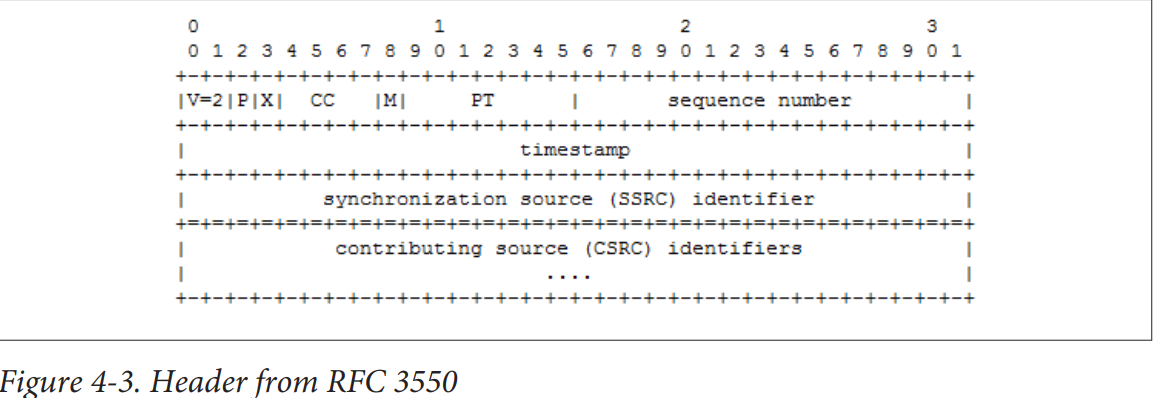 0                   1                   2                   3
0 1 2 3 4 5 6 7 8 9 0 1 2 3 4 5 6 7 8 9 0 1 2 3 4 5 6 7 8 9 0 1
+-+-+-+-+-+-+-+-+-+-+-+-+-+-+-+-+-+-+-+-+-+-+-+-+-+-+-+-+-+-+-+-+
|V=2|P|X|  CC   |M|     PT      |       sequence number         |
+-+-+-+-+-+-+-+-+-+-+-+-+-+-+-+-+-+-+-+-+-+-+-+-+-+-+-+-+-+-+-+-+
|                           timestamp                           |
+-+-+-+-+-+-+-+-+-+-+-+-+-+-+-+-+-+-+-+-+-+-+-+-+-+-+-+-+-+-+-+-+
|           synchronization source (SSRC) identifier            |
+=+=+=+=+=+=+=+=+=+=+=+=+=+=+=+=+=+=+=+=+=+=+=+=+=+=+=+=+=+=+=+=+
|            contributing source (CSRC) identifiers             |
|                             ....                              |
+-+-+-+-+-+-+-+-+-+-+-+-+-+-+-+-+-+-+-+-+-+-+-+-+-+-+-+-+-+-+-+-+
Figure 4-3. Header from RFC 3550